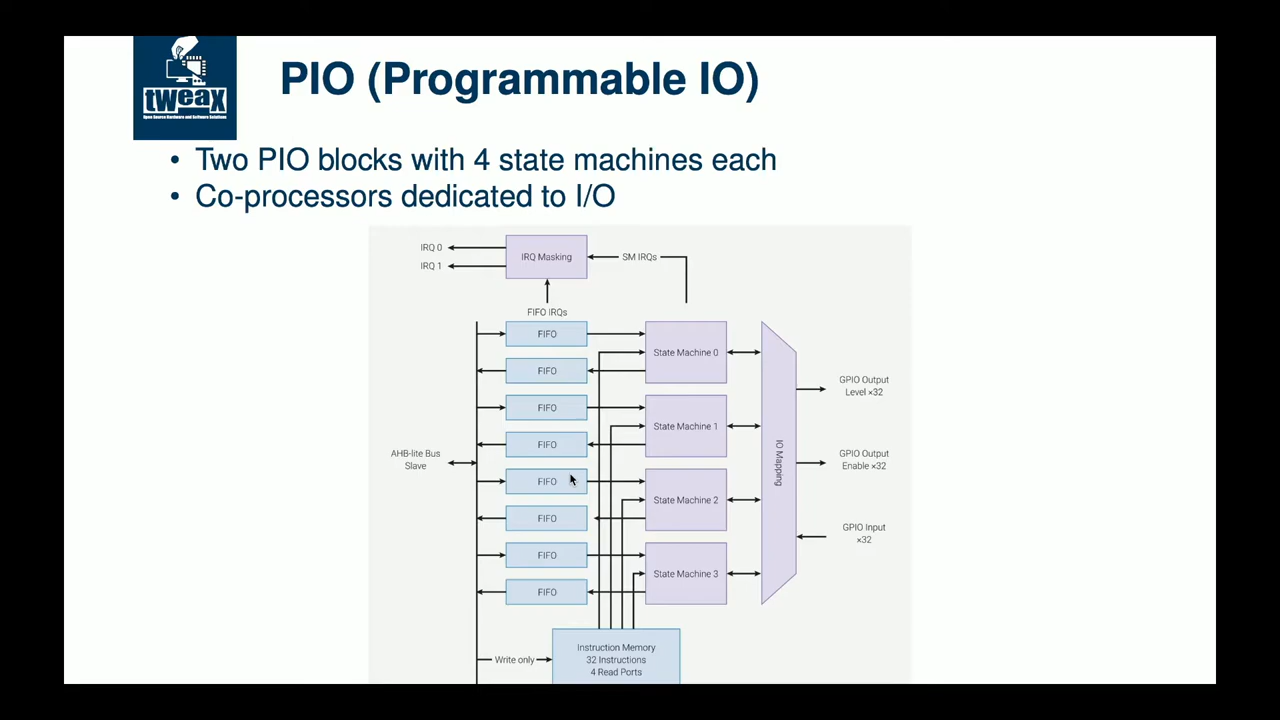 tweax
Open Source Hardware and Software Solutions
PIO (Programmable IO)
• Two PIO blocks with 4 state machines each
• Co-processors dedicated to I/O
IRQ 0
IRQ 1
IRQ Masking
SM IRQs
FIFO IRQs
FIFO
FIFO
FIFO
FIFO
FIFO
FIFO
FIFO
FIFO
AHB-lite Bus
Slave
State Machine 0
State Machine 1
State Machine 2
State Machine 3
IO Mapping
GPIO Output
Level ×32
GPIO Output
Enable ×32
GPIO Input
×32
Write only
Instruction Memory
32 Instructions
4 Read Ports